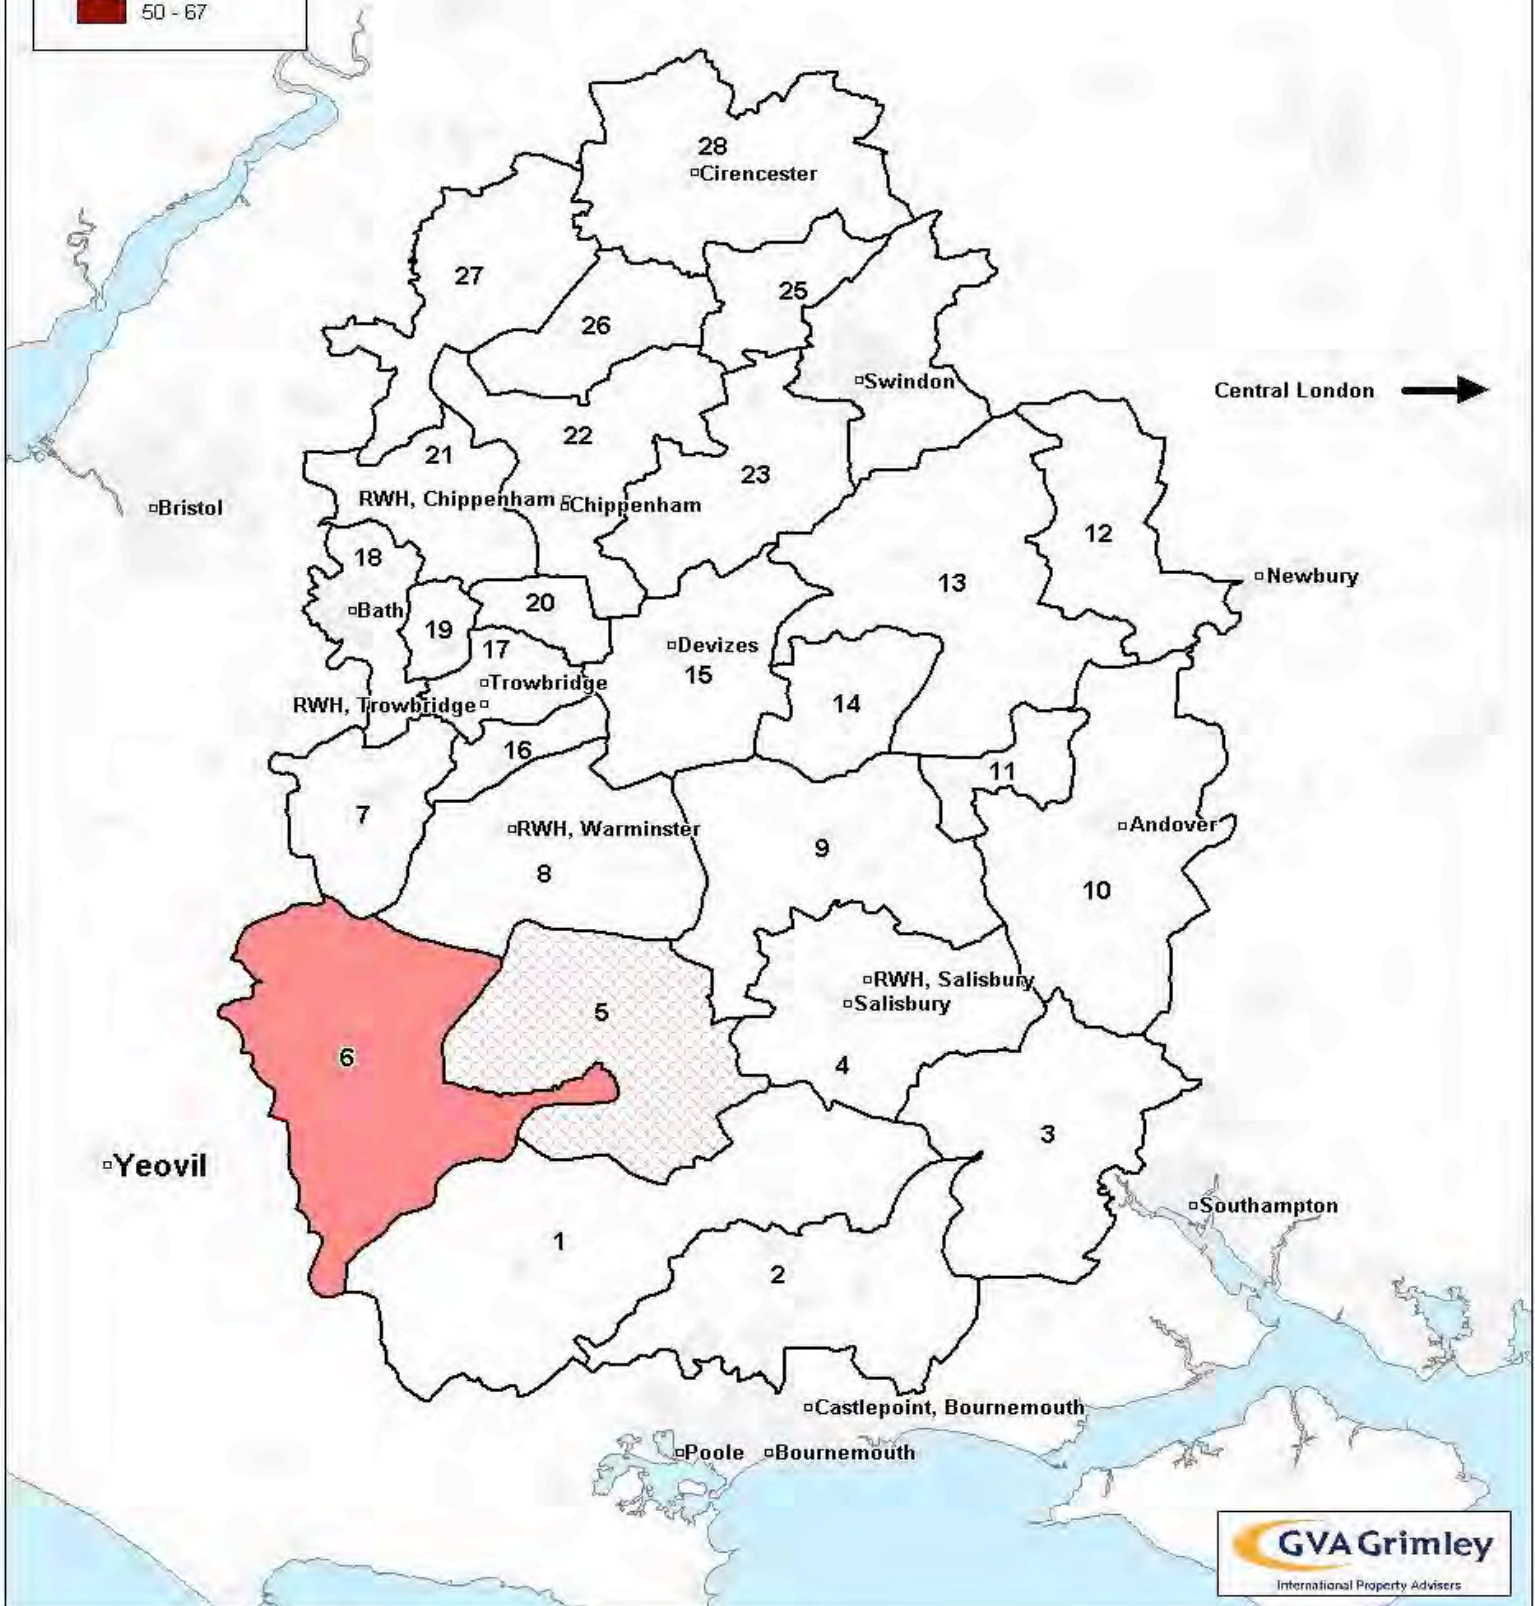 50 - 67
28
Cirencester
27
25
26
Swindon
Central London
22
21
23
RWH, Chippenham
Chippenham
Bristol
12
18
Newbury
13
20
Bath
19
Devizes
17
15
Trowbridge
14
RWH, Trowbridge
16
11
7
RWH, Warminster
Andover
9
8
10
RWH, Salisbury
Salisbury
5
6
4
3
Yeovil
Southampton
1
2
Castlepoint, Bournemouth
Poole
Bournemouth
GVA Grimley
International Property Advisers